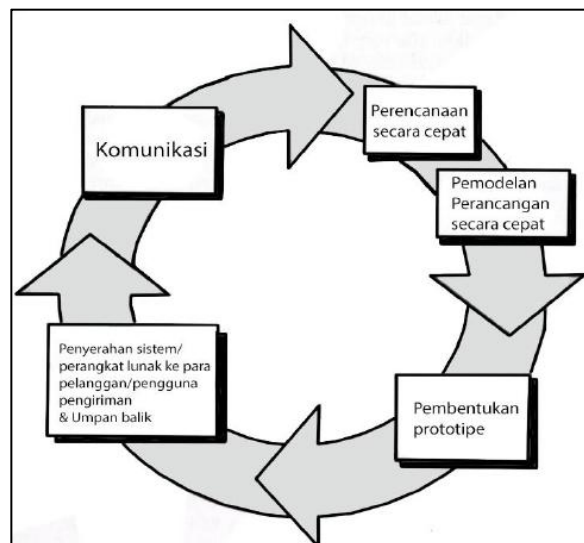 Komunikasi
Perencanaan
secara cepat
Pemodelan
Perancangan
secara cepat
Pembentukan
prototipe
Penyerahan sistem/
perangkat lunak ke para
pelanggan/pengguna
pengiriman
& Umpan balik